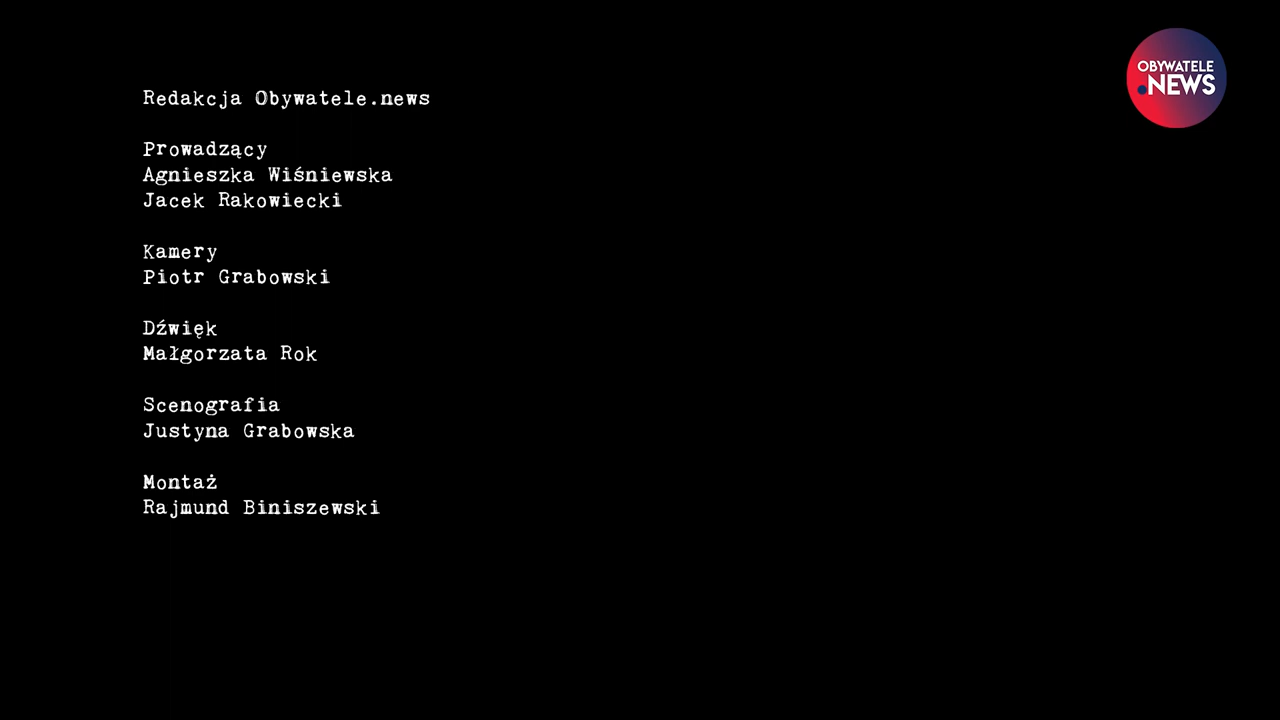 Redakcja Obywatele.news
Prowadzący
Agnieszka Wiśniewska
Jacek Rakowiecki
Kamery
Piotr Grabowski
Dźwięk
Małgorzata Rok
Scenografia
Justyna Grabowska
Montaż
Rajmund Biniszewski
OBYWATELE
.NEWS